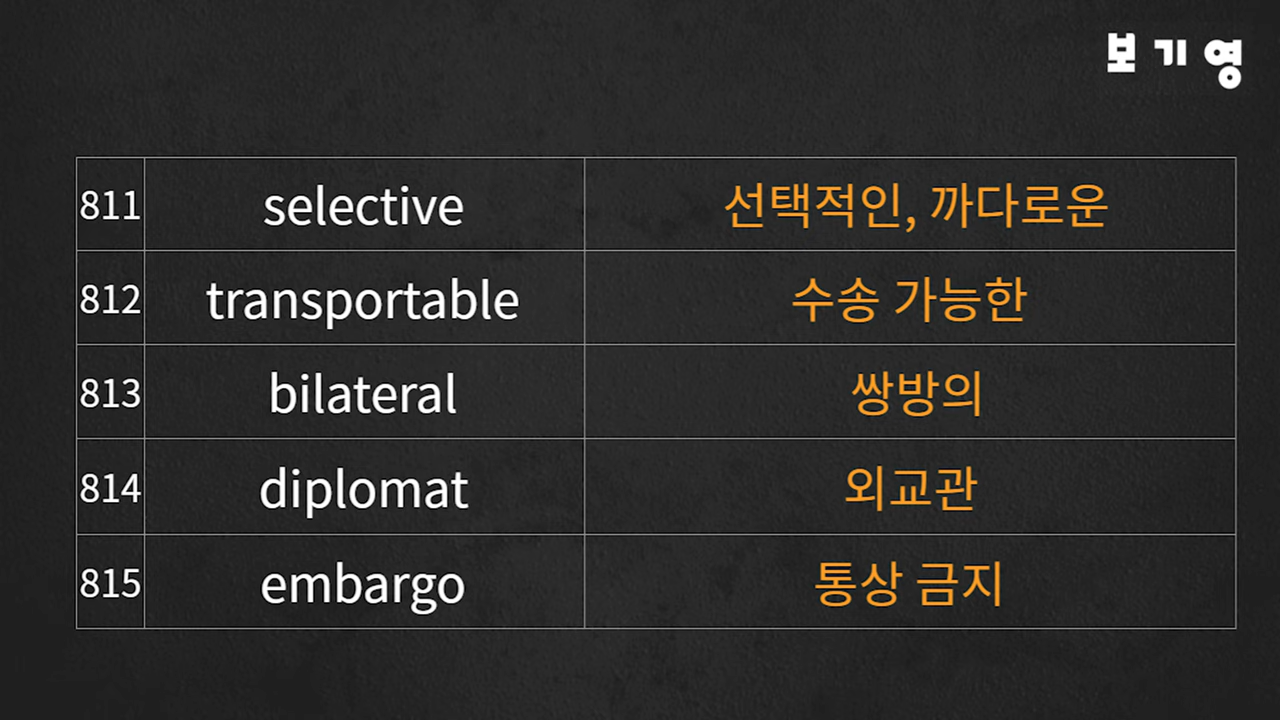 보기영
811 selective 선택적인, 까다로운
812 transportable 수송 가능한
813 bilateral 쌍방의
814 diplomat 외교관
815 embargo 통상 금지